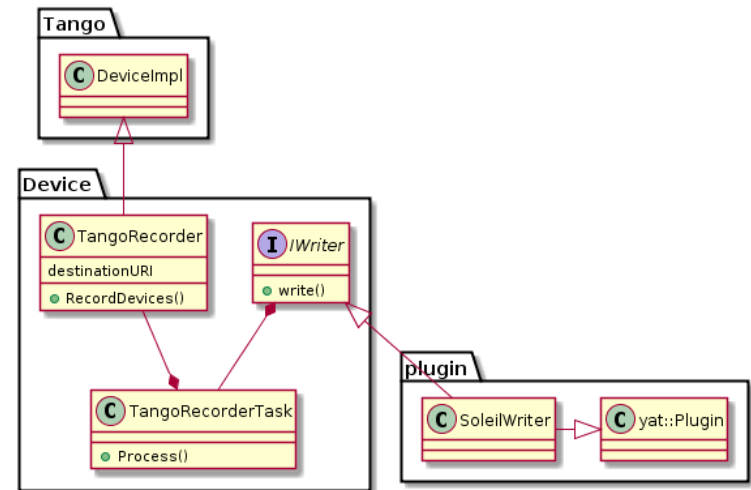 Tango
C DeviceImpl
Device
C TangoRecorder
destinationURI
RecordDevices()
I IWriter
write()
C TangoRecorderTask
Process()
plugin
C SoleilWriter
C yat::Plugin